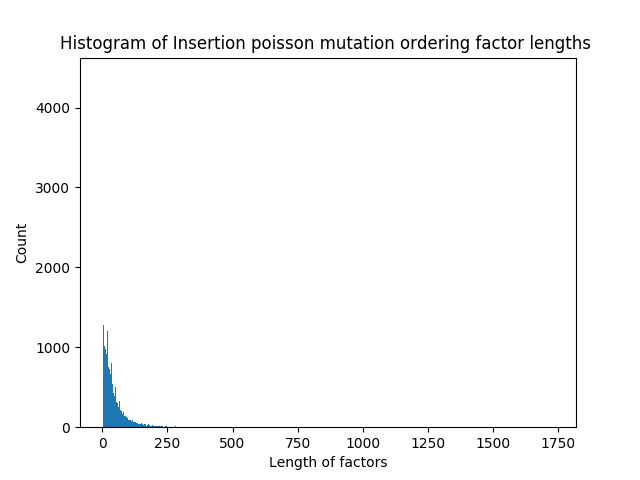 Histogram of Insertion poisson mutation ordering factor lengths
4000
3000
2000
1000
0
Count
0 250 500 750 1000 1250 1500 1750
Length of factors